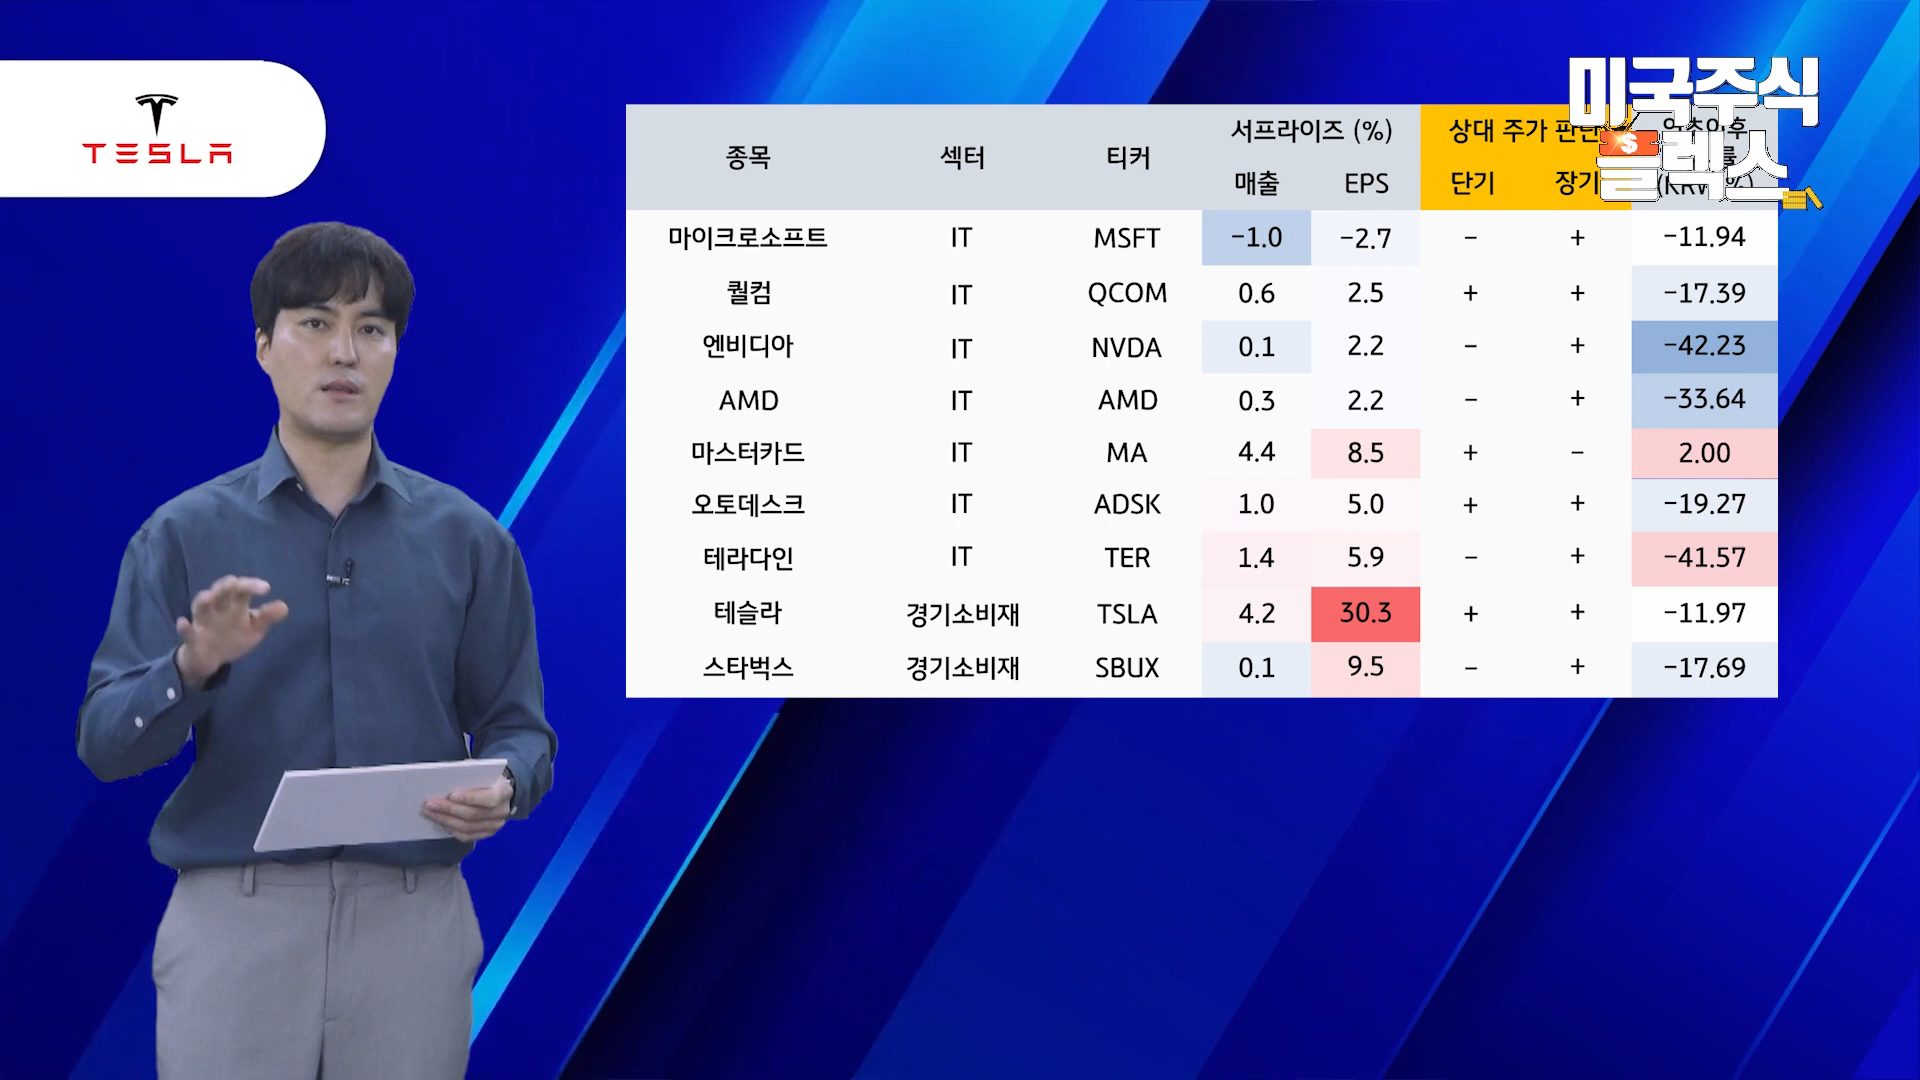 TESLA
미국주식
플렉스
종목 섹터 티커 서프라이즈 (%) 상대 주가 판단
매출 EPS 단기 장기
마이크로소프트 IT MSFT -1.0 -2.7 - + -11.94
퀄컴 IT QCOM 0.6 2.5 + + -17.39
엔비디아 IT NVDA 0.1 2.2 - + -42.23
AMD IT AMD 0.3 2.2 - + -33.64
마스터카드 IT MA 4.4 8.5 + - 2.00
오토데스크 IT ADSK 1.0 5.0 + + -19.27
테라다인 IT TER 1.4 5.9 - + -41.57
테슬라 경기소비재 TSLA 4.2 30.3 + + -11.97
스타벅스 경기소비재 SBUX 0.1 9.5 - + -17.69